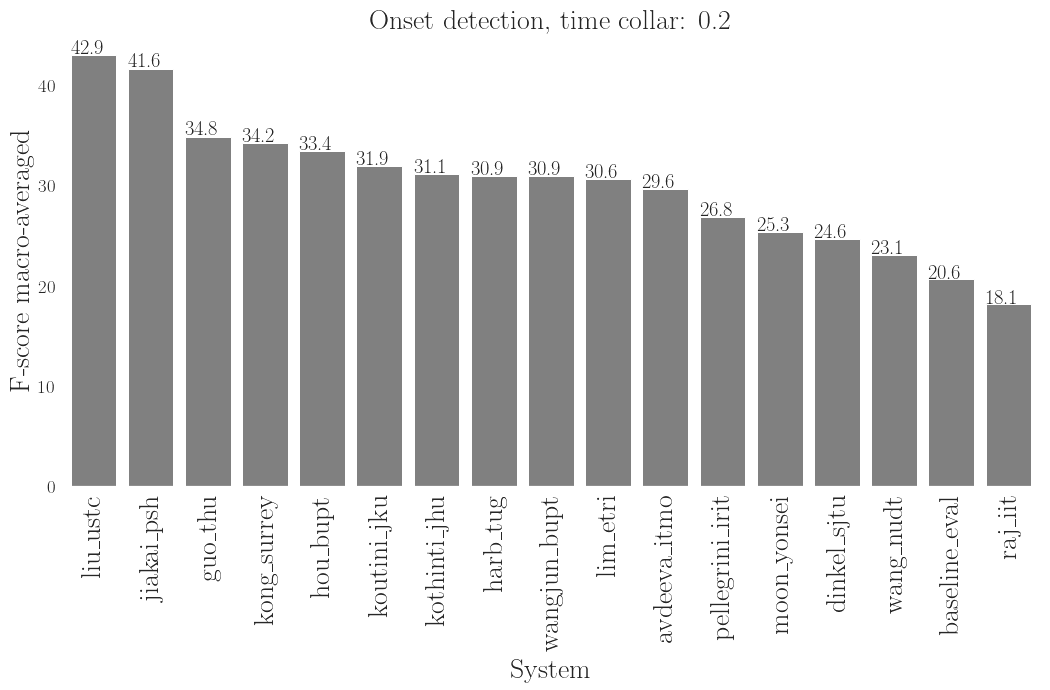 Onset detection, time collar: 0.2
F-score macro-averaged
40
30
20
10
0
42.9
41.6
34.8
34.2
33.4
31.9
31.1
30.9
30.9
30.6
29.6
26.8
25.3
24.6
23.1
20.6
18.1
liu_ustc
jiakai_psh
guo_thu
kong_surrey
hou_bupt
koutini_jku
kothinti_jhu
harb_tug
wangjun_bupt
lim_etri
avdeeva_itmo
pellegrini_irit
moon_yonsei
dinkel_sjtu
wang_nudt
baseline_eval
raj_iit
System